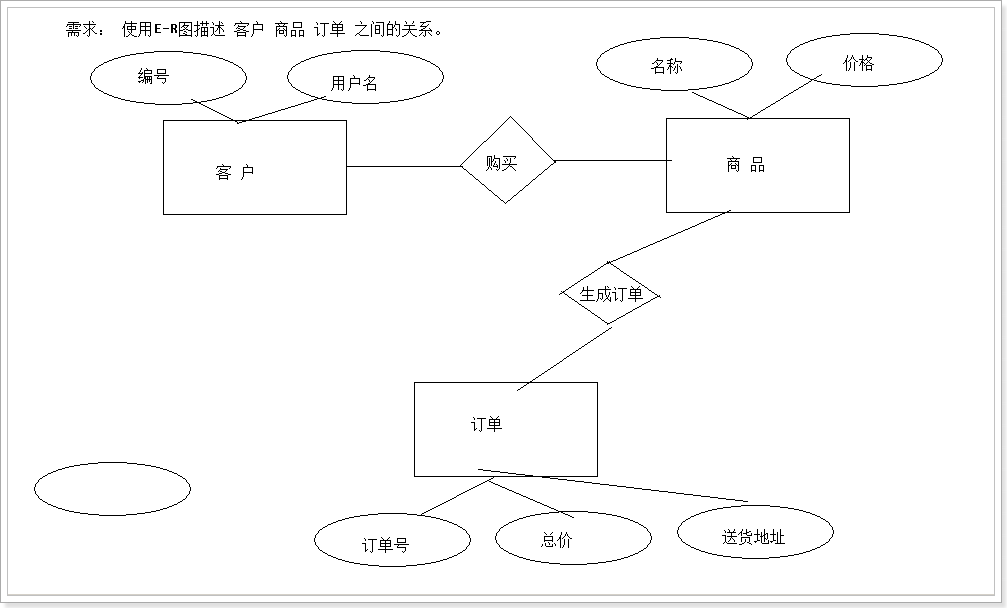 需求： 使用E-R图描述 客户 商品 订单 之间的关系。
编号
用户名
名称
价格
客 户
购买
商 品
生成订单
订单
订单号
总价
送货地址